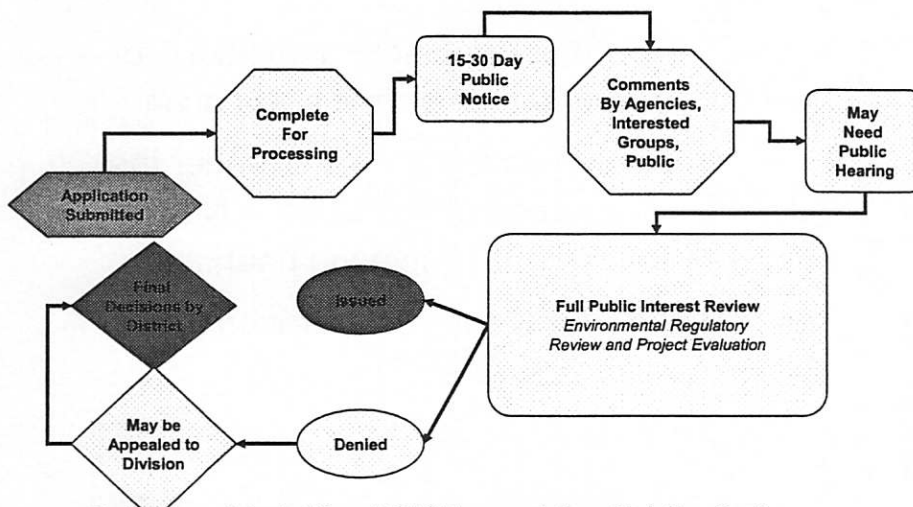 Application
Submitted
Complete
For
Processing
15-30 Day
Public
Notice
Comments
By Agencies,
Interested
Groups,
Public
May
Need
Public
Hearing
Full Public Interest Review
Environmental Regulatory
Review and Project Evaluation
Issued
Denied
May be
Appealed to
Division
Final
Decisions by
District